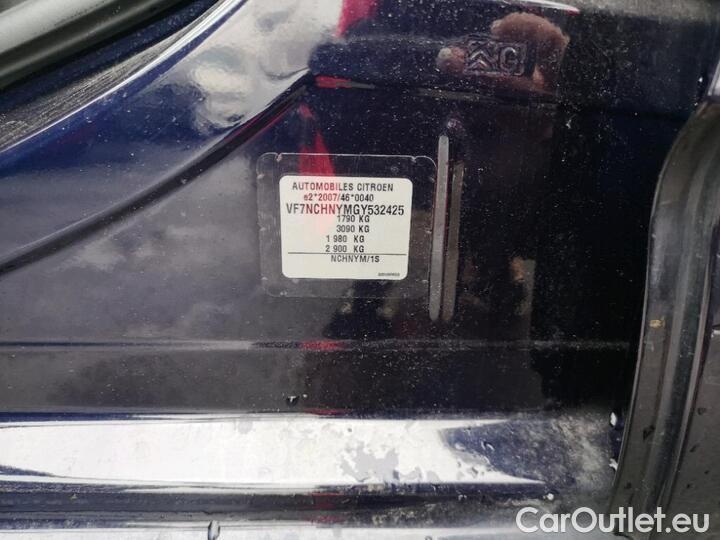 G
AUTOMOBILES CITROEN
e2*2007/46*0040
VF7NCHNYMGY532425
1790 KG
3090 KG
1 980 KG
2 900 KG
NCHNYM/1S
CarOutlet.eu